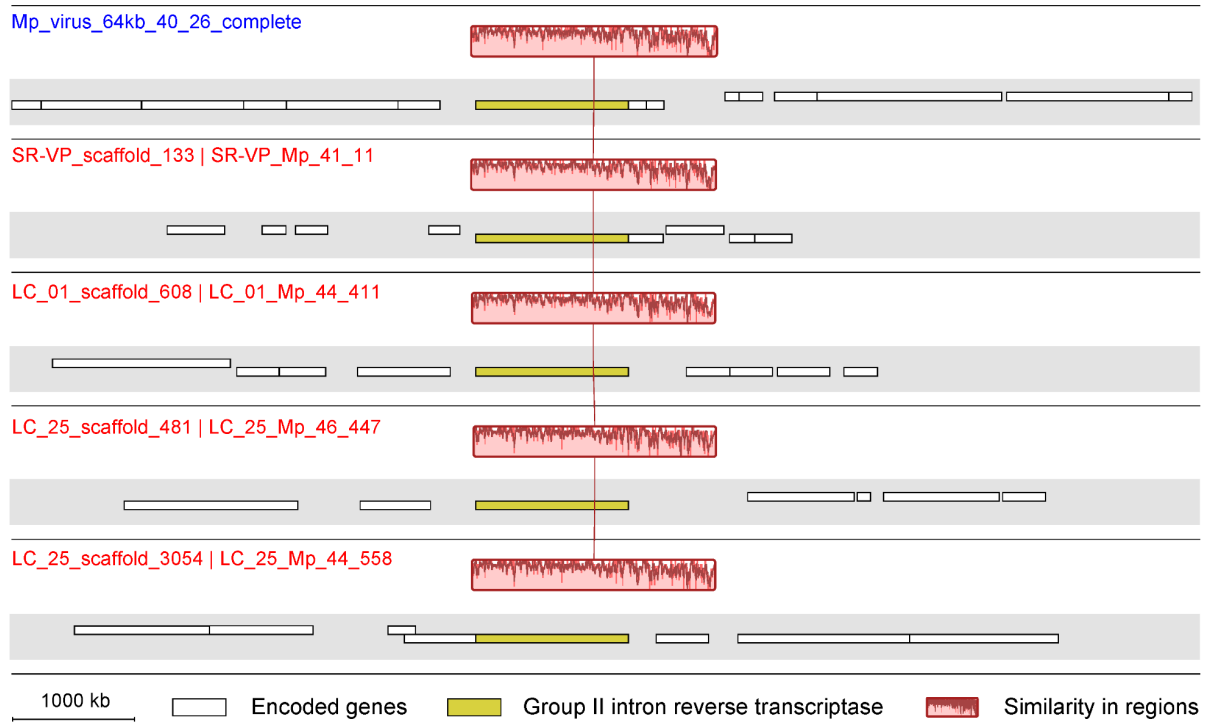 Mp_virus_64kb_40_26_complete
SR-VP_scaffold_133 | SR-VP_Mp_41_11
LC_01_scaffold_608 | LC_01_Mp_44_411
LC_25_scaffold_481 | LC_25_Mp_46_447
LC_25_scaffold_3054 | LC_25_Mp_44_558
1000 kb Encoded genes Group II intron reverse transcriptase Similarity in regions